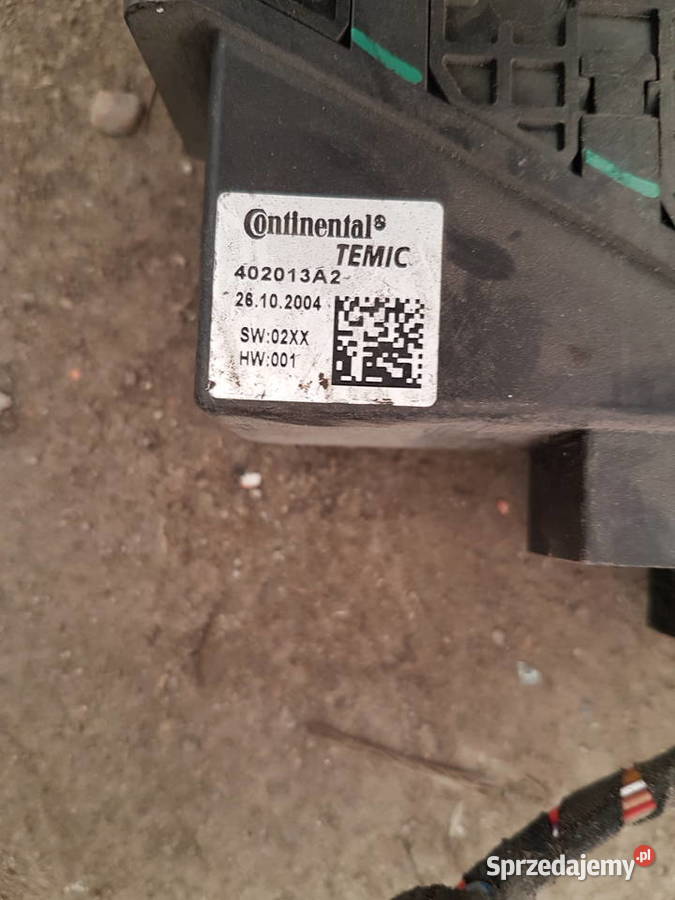 Continental
TEMIC
402013A2
26.10.2004
SW:02XX
HW:001
Sprzedajemy.pl